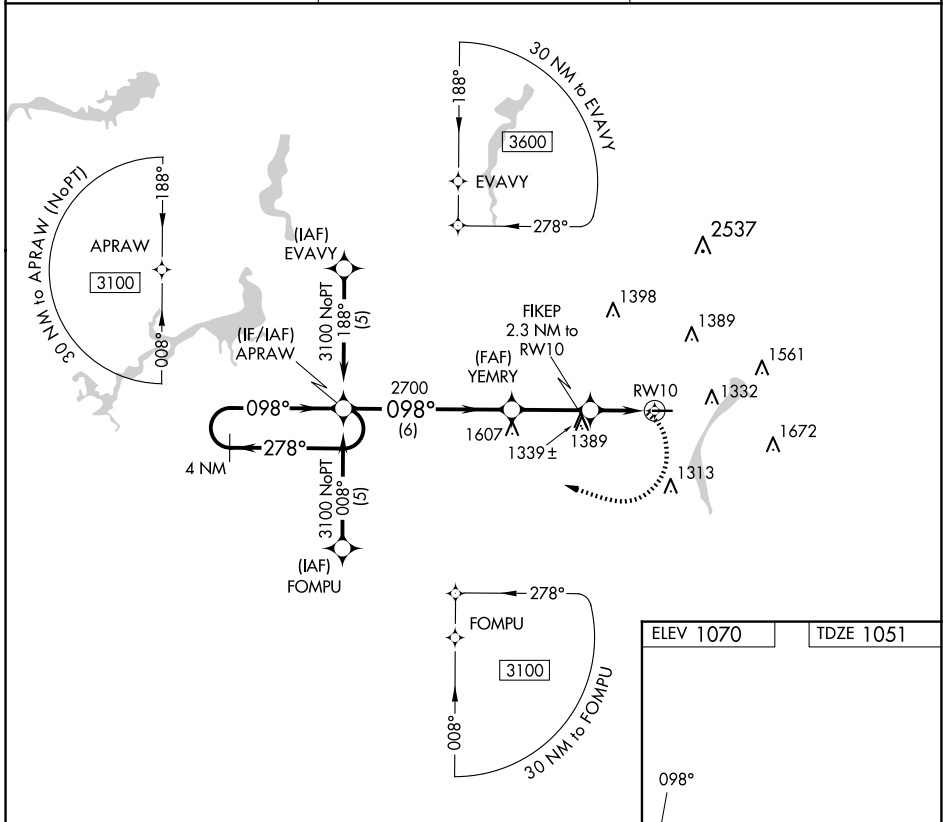 30 NM to EVAVY
188°
3600
EVAVY
278°
30 NM to APRAW (NoPT)
188°
APRAW
3100
008°
2537
(IAF)
EVAVY
3100 NoPT
188°
(5)
1398
FIKEP
2.3 NM to
RW10
1389
(IF/IAF)
APRAW
(FAF)
YEMRY
1561
RW10
1332
2700
098°
098°
(6)
1607
1389
1339 ±
1672
278°
4 NM
1313
3100 NoPT
008°
(5)
(IAF)
FOMPU
278°
FOMPU
3100
008°
30 NM to FOMPU
ELEV 1070
TDZE 1051
098°